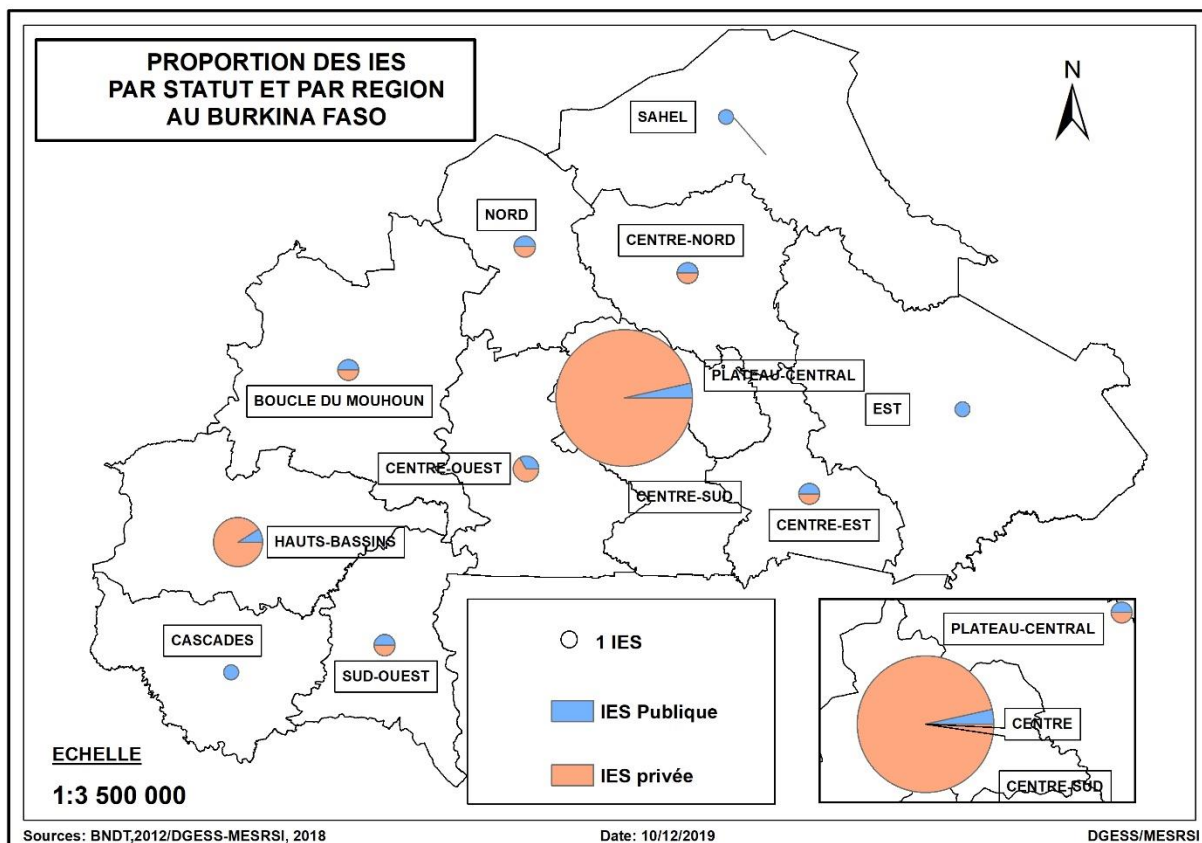 PROPORTION DES IES
PAR STATUT ET PAR REGION
AU BURKINA FASO
N
SAHEL
NORD
CENTRE-NORD
PLATEAU-CENTRAL
BOUCLE DU MOUHOUN
EST
CENTRE-OUEST
CENTRE-SUD
CENTRE-EST
HAUTS-BASSINS
CASCADES
SUD-OUEST
1 IES
IES Publique
IES privée
PLATEAU-CENTRAL
CENTRE
CENTRE-SUD
ECHELLE
1:3 500 000
Sources: BNDT,2012/DGESS-MESRSI, 2018
Date: 10/12/2019
DGESS/MESRSI